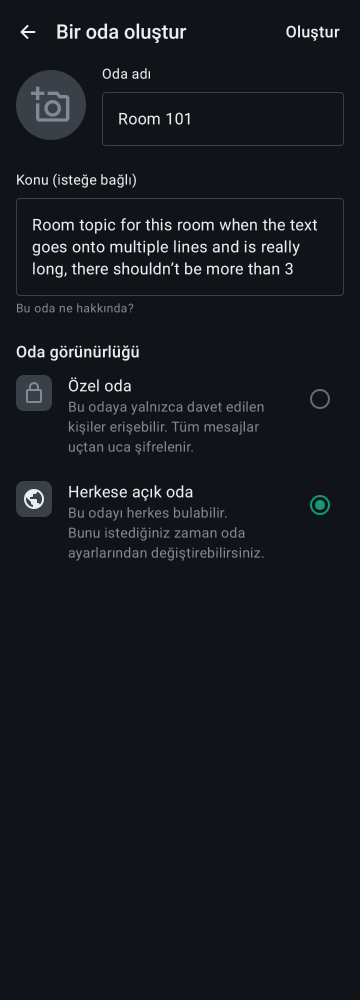 Bir oda oluştur
Oluştur
Oda adı
Room 101
Konu (isteğe bağlı)
Room topic for this room when the text
goes onto multiple lines and is really
long, there shouldn’t be more than 3
Bu oda ne hakkında?
Oda görünürlüğü
Özel oda
Bu odaya yalnızca davet edilen
kişiler erişebilir. Tüm mesajlar
uçtan uca şifrelenir.
Herkese açık oda
Bu odayı herkes bulabilir.
Bunu istediğiniz zaman oda
ayarlarından değiştirebilirsiniz.